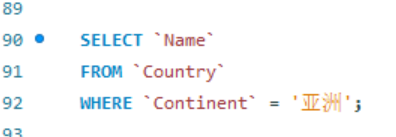 89
90 SELECT `Name`
91 FROM `Country`
92 WHERE `Continent` = '亚洲';
93